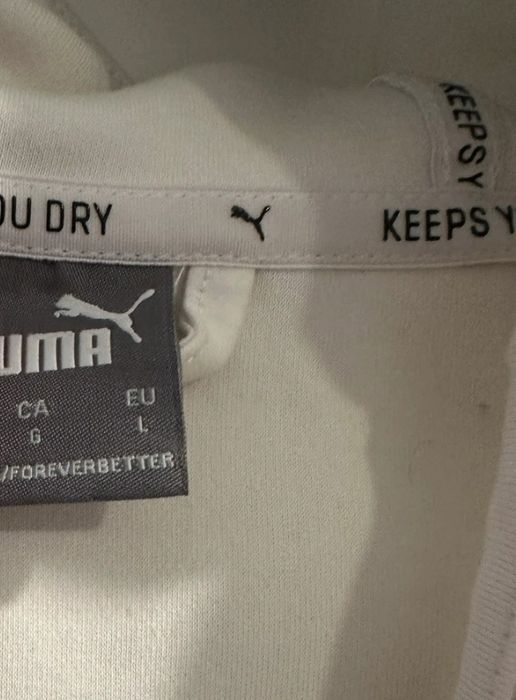 KEEPS Y
OU DRY KEEPS Y
UMA
CA EU
G L
/FOREVERBETTER